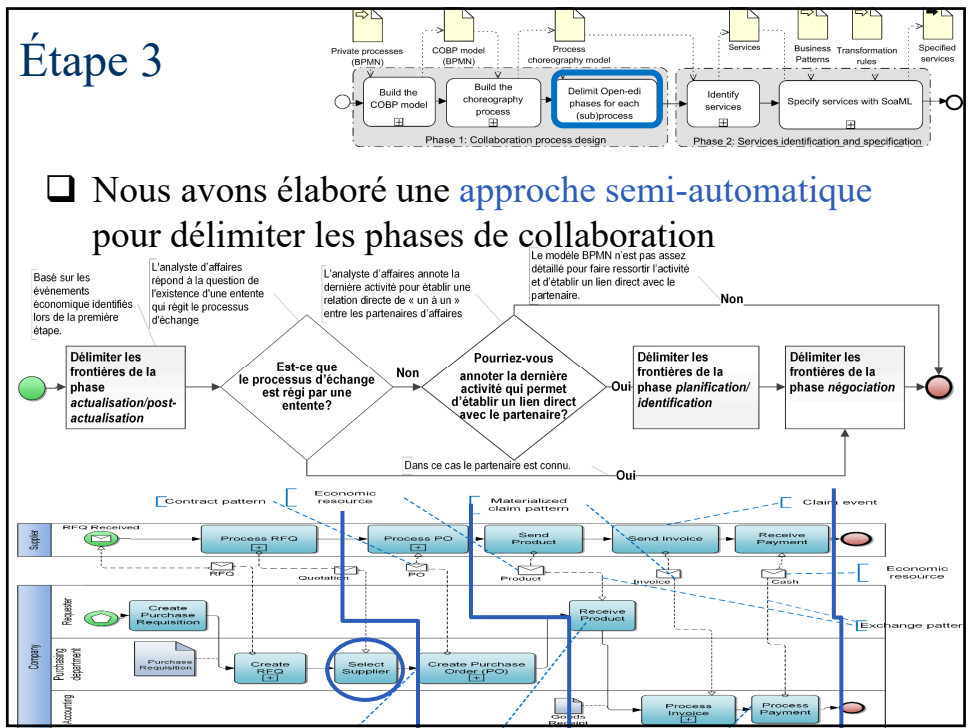 Étape 3
Private processes
(BPMN)
COBP model
(BPMN)
Process
choreography model
Services
Business
Patterns
Transformation
rules
Specified
services
Build the
COBP model
Build the
choreography
process
Delimit Open-edi
phases for each
(sub)process
Identify
services
Specify services with SoaML
Phase 1: Collaboration process design
Phase 2: Services identification and specification
Nous avons élaboré une approche semi-automatique
pour délimiter les phases de collaboration
Basé sur les
événements
économique identifiés
lors de la première
étape.
L'analyste d'affaires
répond à la question de
l'existence d'une entente
qui régit le processus
d'échange
L'analyste d'affaires annote la
dernière activité pour établir une
relation directe de « un à un »
entre les partenaires d'affaires
Le modèle BPMN n'est pas assez
détaillé pour faire ressortir l'activité
et d'établir un lien direct avec le
partenaire.
Non
Délimiter les
frontières de la
phase
actualisation/post-
actualisation
Est-ce que
le processus d'échange
est régi par une
entente?
Non
Pourriez-vous
annoter la dernière
activité qui permet
d'établir un lien direct
avec le partenaire?
Oui
Délimiter les
frontières de la
phase planification/
identification
Délimiter les
frontières de la
phase négociation
Dans ce cas le partenaire est connu.
Oui
Contract pattern
Economic
resource
Materialized
claim pattern
Claim event
Supplier
RFQ Received
Process RFQ
Process PO
Send
Product
Send Invoice
Receive
Payment
RFQ
Quotation
PO
Product
Invoice
Cash
Economic
resource
Company
Requester
Create
Purchase
Requisition
Receive
Product
Exchange patter
Purchasing
department
Purchase
Requisition
Create
RFQ
Select
Supplier
Create Purchase
Order (PO)
Accounting
Goods
Receipt
Process
Invoice
Process
Payment